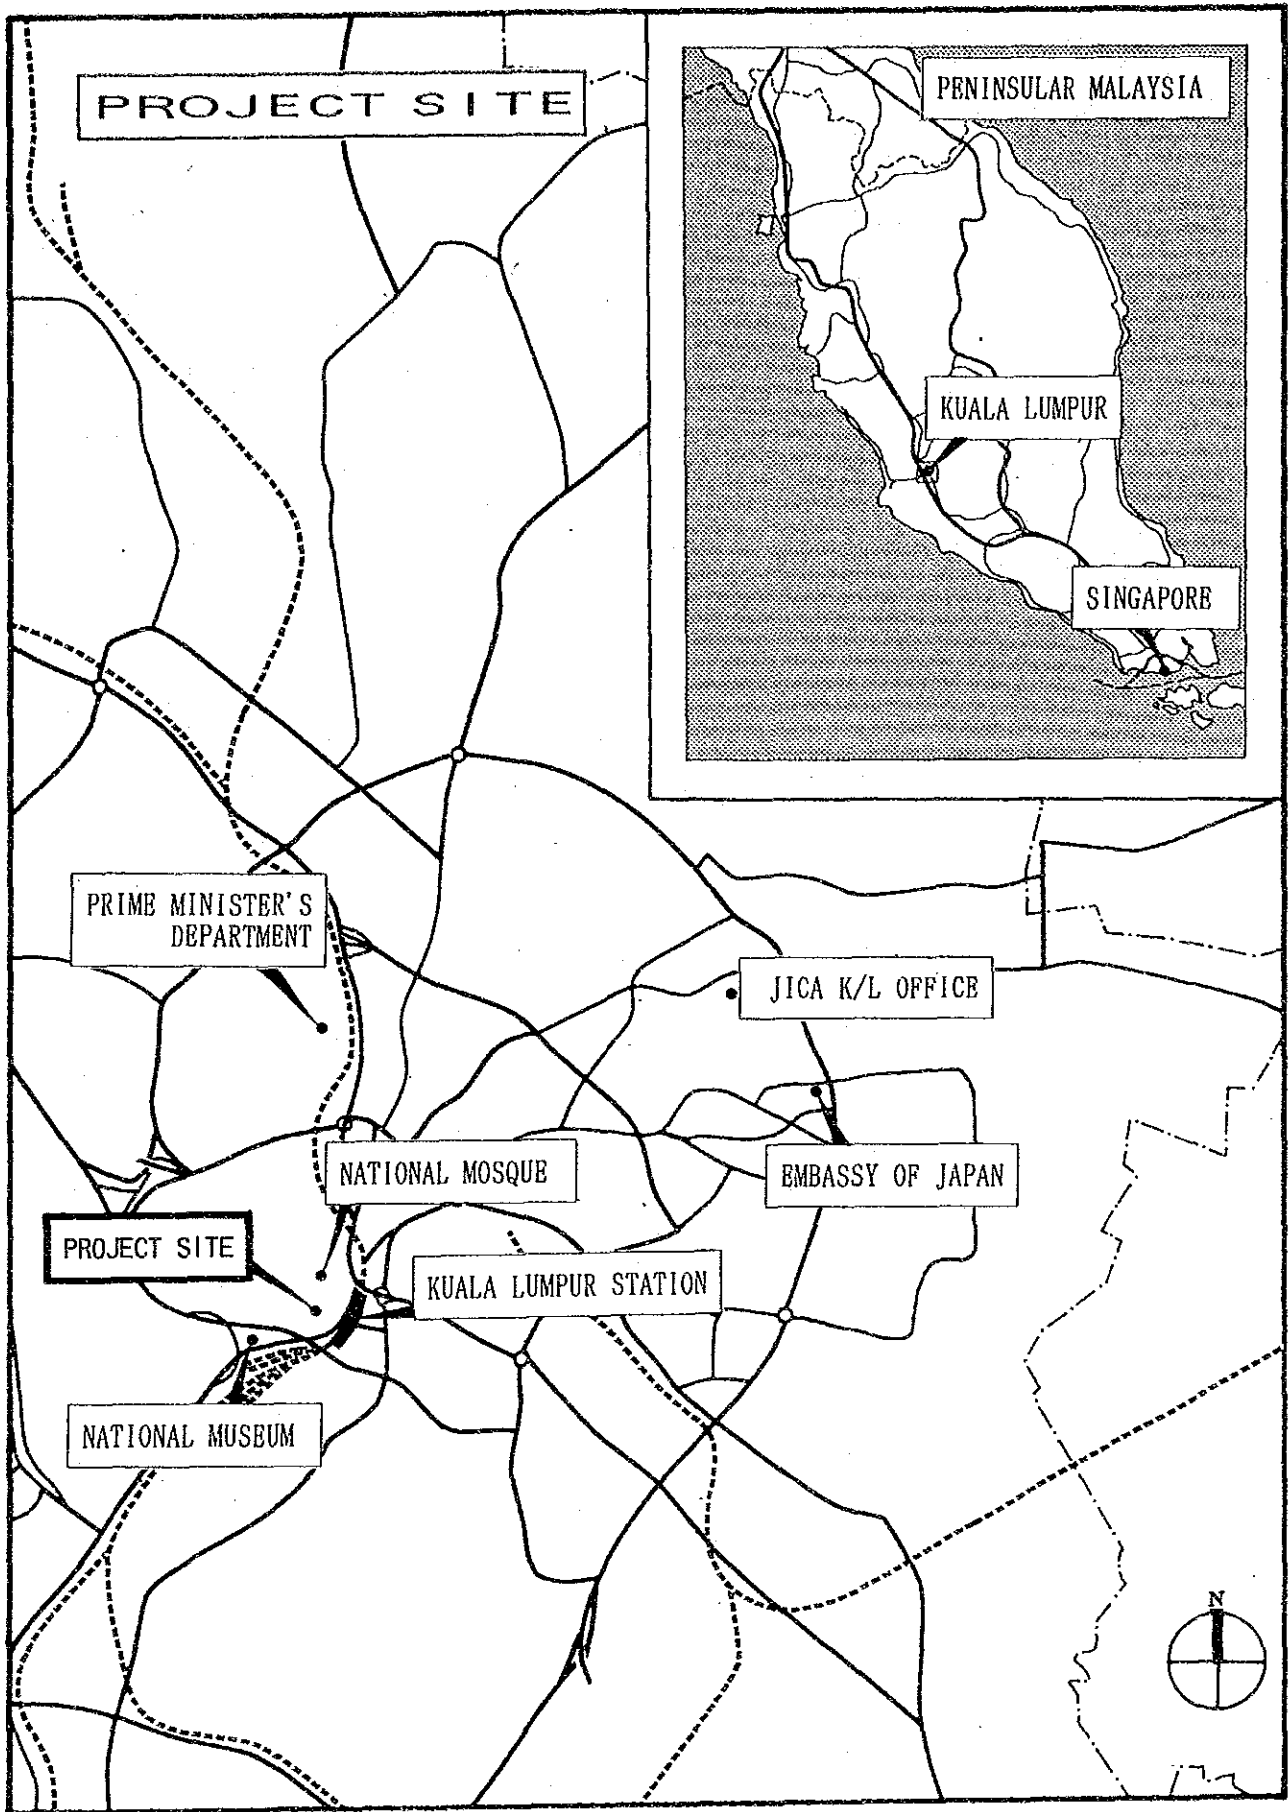 PROJECT SITE
PENINSULAR MALAYSIA
KUALA LUMPUR
SINGAPORE
PRIME MINISTER'S
DEPARTMENT
JICA K/L OFFICE
NATIONAL MOSQUE
EMBASSY OF JAPAN
PROJECT SITE
KUALA LUMPUR STATION
NATIONAL MUSEUM
N